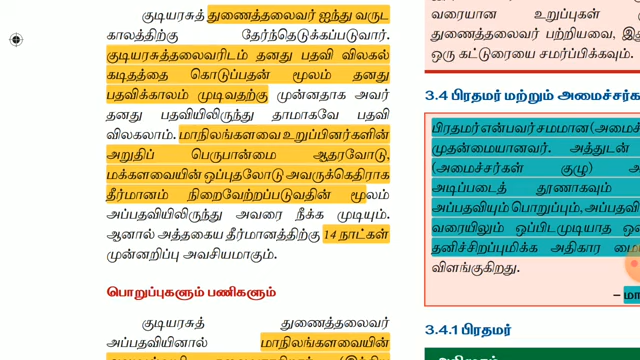 குடியரசுத் துணைத்தலைவர் ஐந்து வருட
காலத்திற்கு தேர்ந்தெடுக்கப்படுவார்.
குடியரசுத்தலைவரிடம் தனது பதவி விலகல்
கடிதத்தை கொடுப்பதன் மூலம் தனது
பதவிக்காலம் முடிவதற்கு முன்னதாக அவர்
தனது பதவியிலிருந்து தாமாகவே பதவி
விலகலாம். மாநிலங்களவை உறுப்பினர்களின்
அறுதிப் பெரும்பான்மை ஆதரவோடு,
மக்களவையின் ஒப்புதலோடு அவருக்கெதிராக
தீர்மானம் நிறைவேற்றப்படுவதின் மூலம்
அப்பதவியிலிருந்து அவரை நீக்க முடியும்.
ஆனால் அத்தகைய தீர்மானத்திற்கு 14 நாட்கள்
முன்னறிப்பு அவசியமாகும்.
பொறுப்புகளும் பணிகளும்
குடியரசுத் துணைத்தலைவர்
அப்பதவியினால் மாநிலங்களவையின்
வரையான உறுப்புகள்
துணைத்தலைவர் பற்றியவை,
ஒரு கட்டுரையை சமர்ப்பிக்கவும்.
3.4 பிரதமர் மற்றும்
பிரதமர் என்பவர் சமமான
முதன்மையானவர். அத்துடன்
(அமைச்சர்கள் குழு)
அடிப்படைத் தூணாகவும்
அப்பதவியும் பொறுப்பும்,
வரையிலும் ஒப்பிடமுடியாத
தனிச்சிறப்புமிக்க அதிகார
விளங்குகிறது.
3.4.1 பிரதமர்